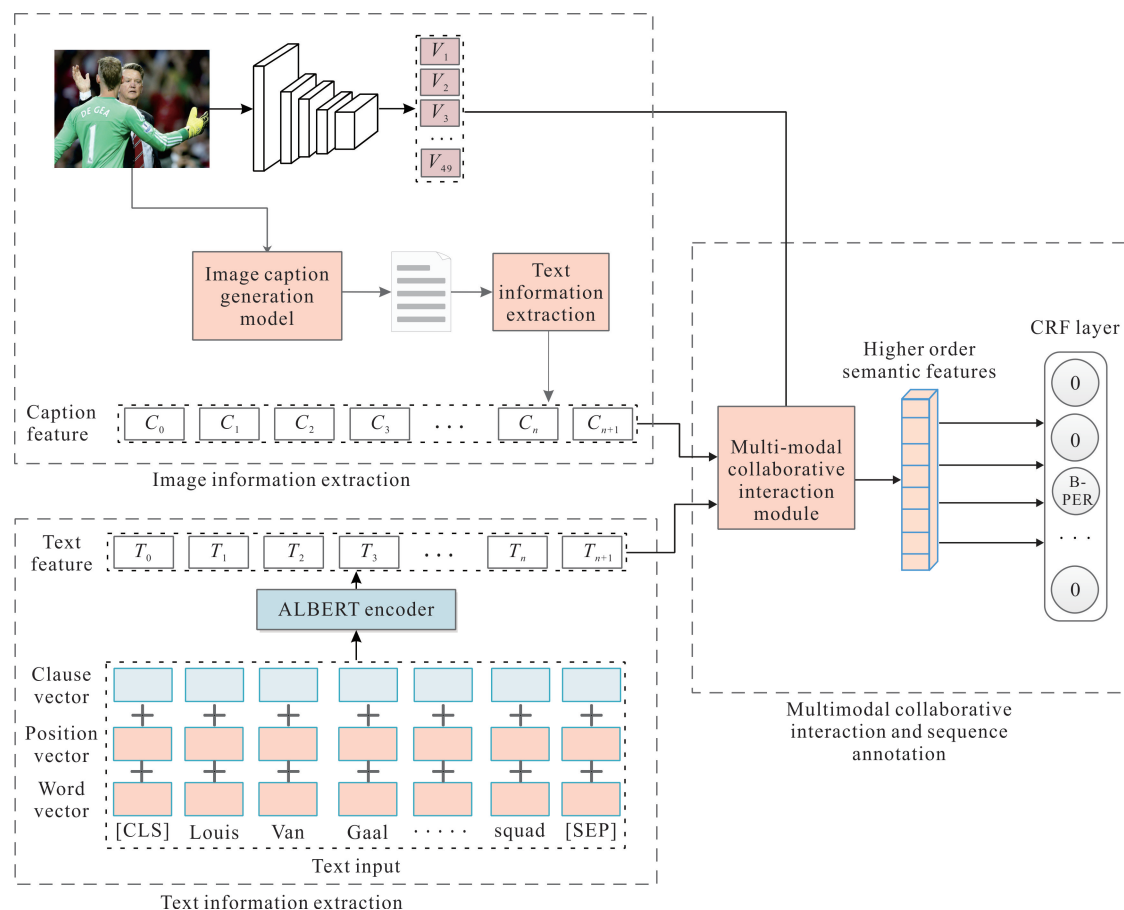 DE GEA
1
V1
V2
V3
...
V49
Image caption
generation
model
Text
information
extraction
Caption
feature
C0 C1 C2 C3 ... Cn Cn+1
Image information extraction
Text
feature
T0 T1 T2 T3 ... Tn Tn+1
ALBERT encoder
Clause
vector
+ + + + + + +
Position
vector
+ + + + + + +
Word
vector
[CLS] Louis Van Gaal ..... squad [SEP]
Text input
Text information extraction
Multi-modal
collaborative
interaction
module
Higher order
semantic features
CRF layer
0
0
B-
PER
...
0
Multimodal collaborative
interaction and sequence
annotation